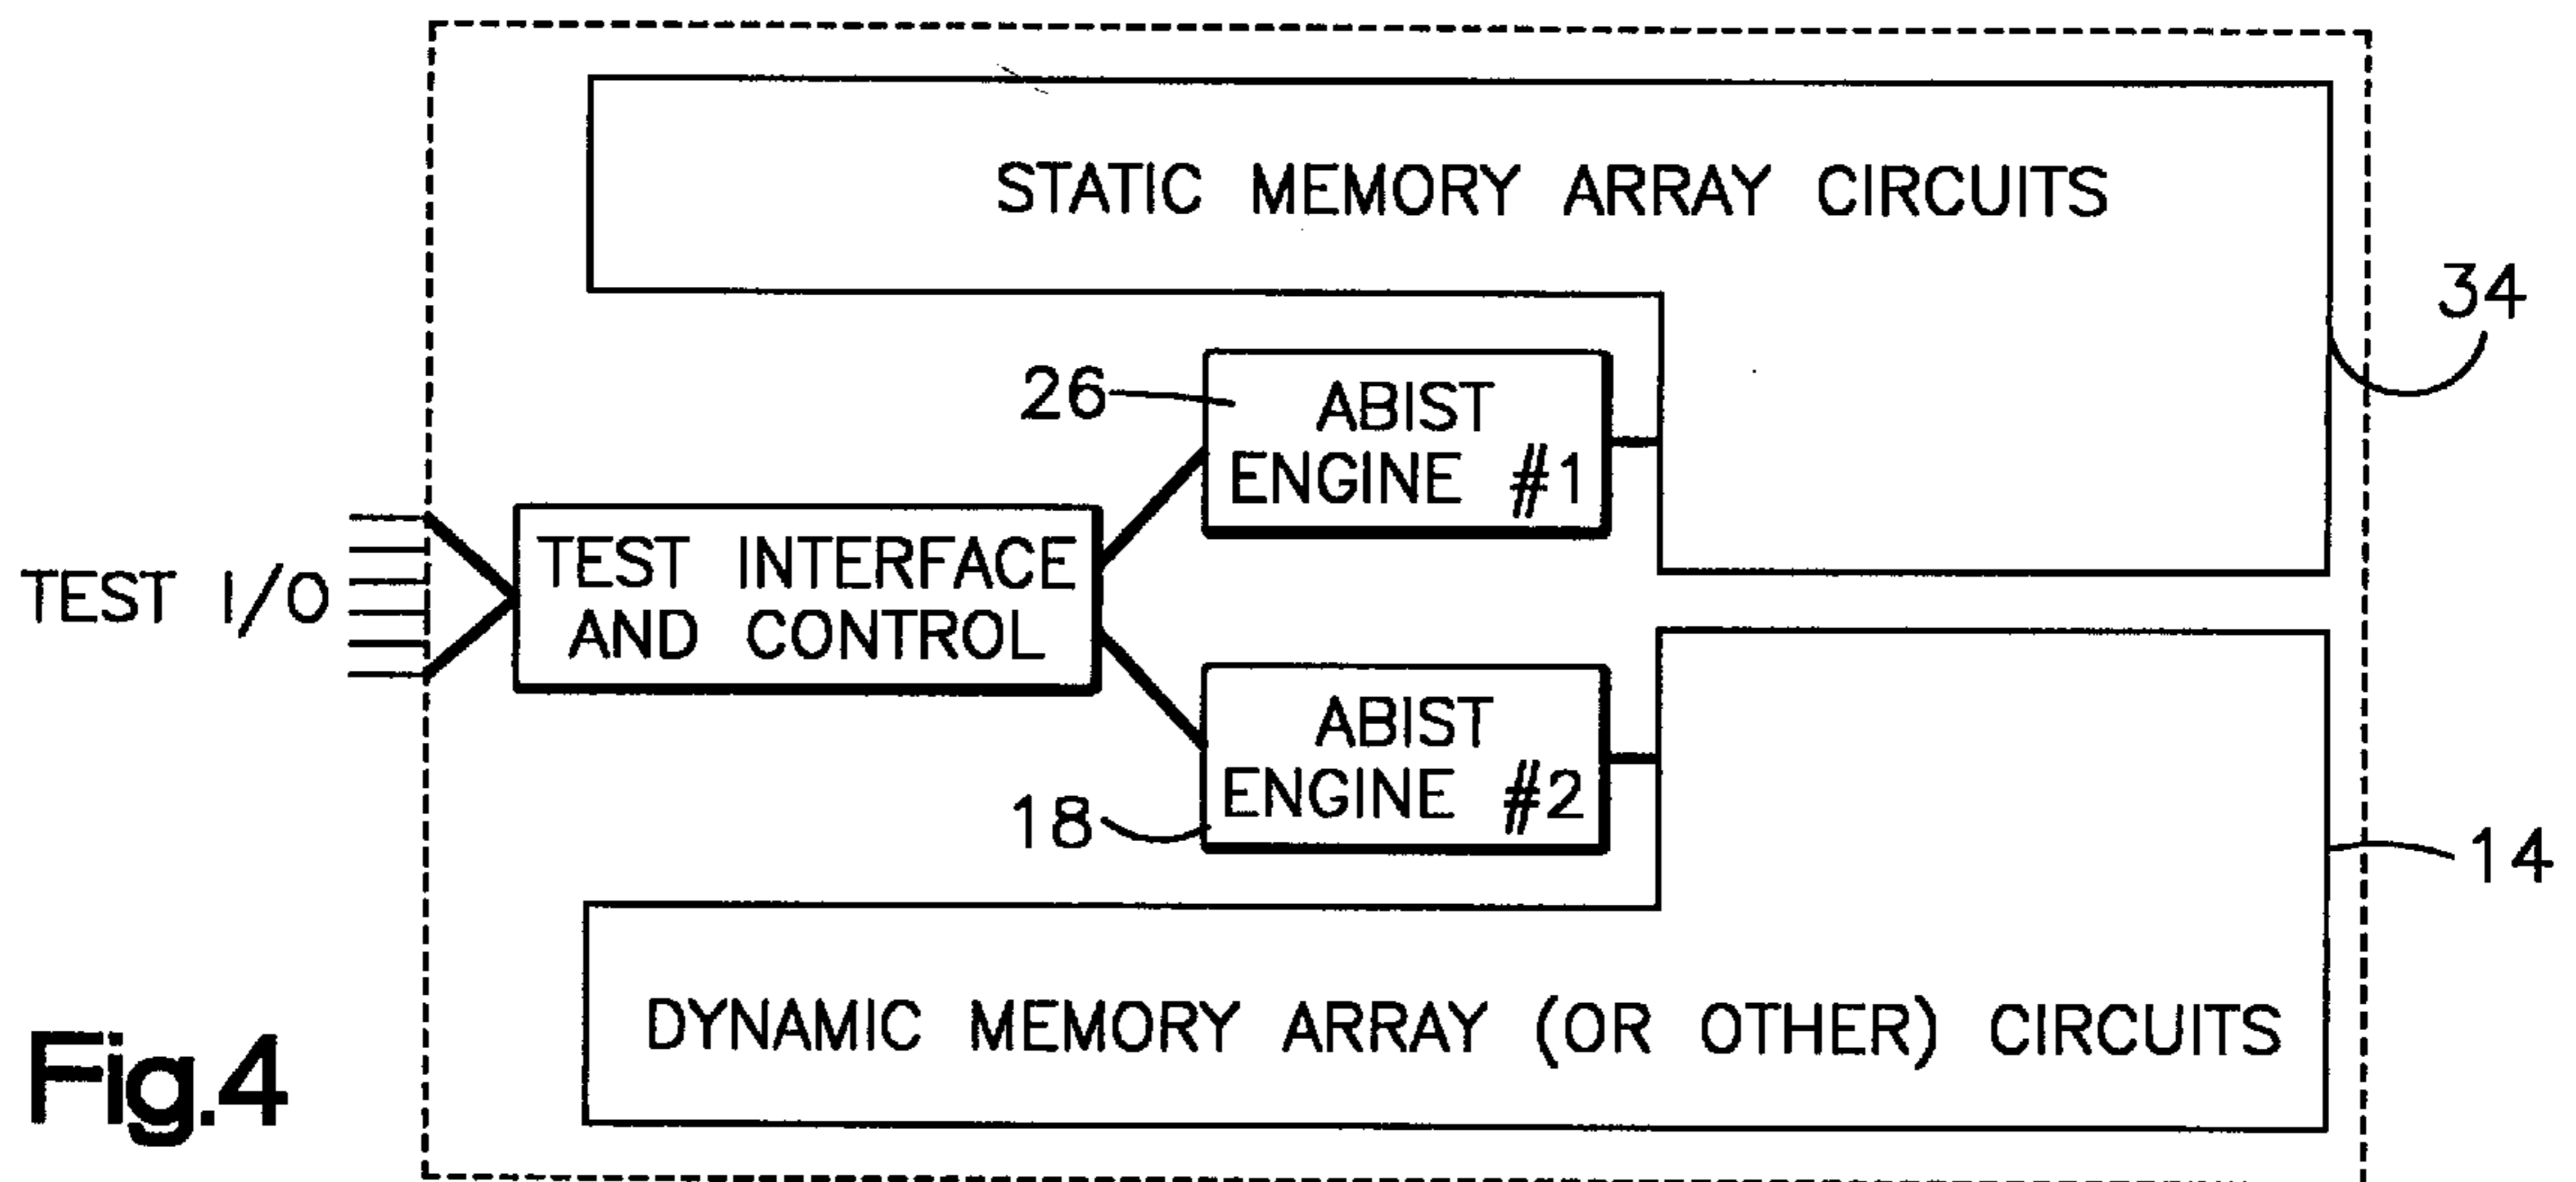 STATIC MEMORY ARRAY CIRCUITS
34
26
ABIST
ENGINE #1
TEST I/O
TEST INTERFACE
AND CONTROL
ABIST
ENGINE #2
18
14
DYNAMIC MEMORY ARRAY (OR OTHER) CIRCUITS
Fig.4